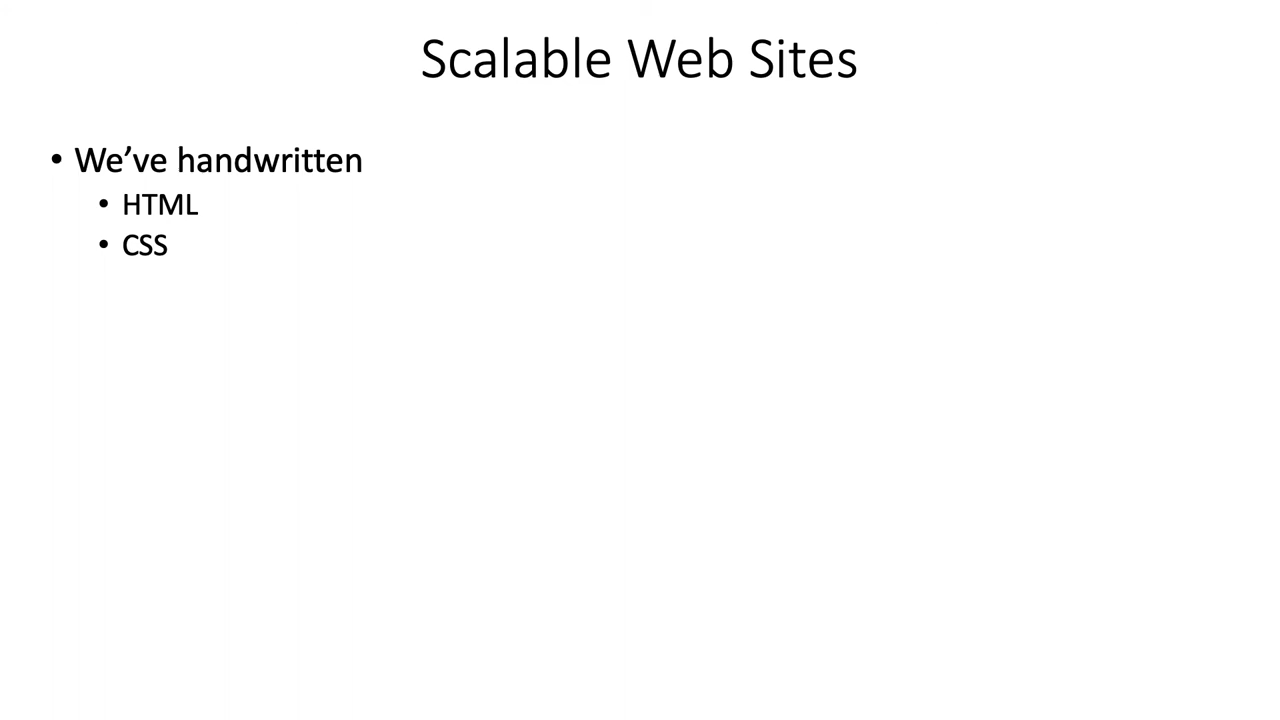 Scalable Web Sites
• We’ve handwritten
• HTML
• CSS